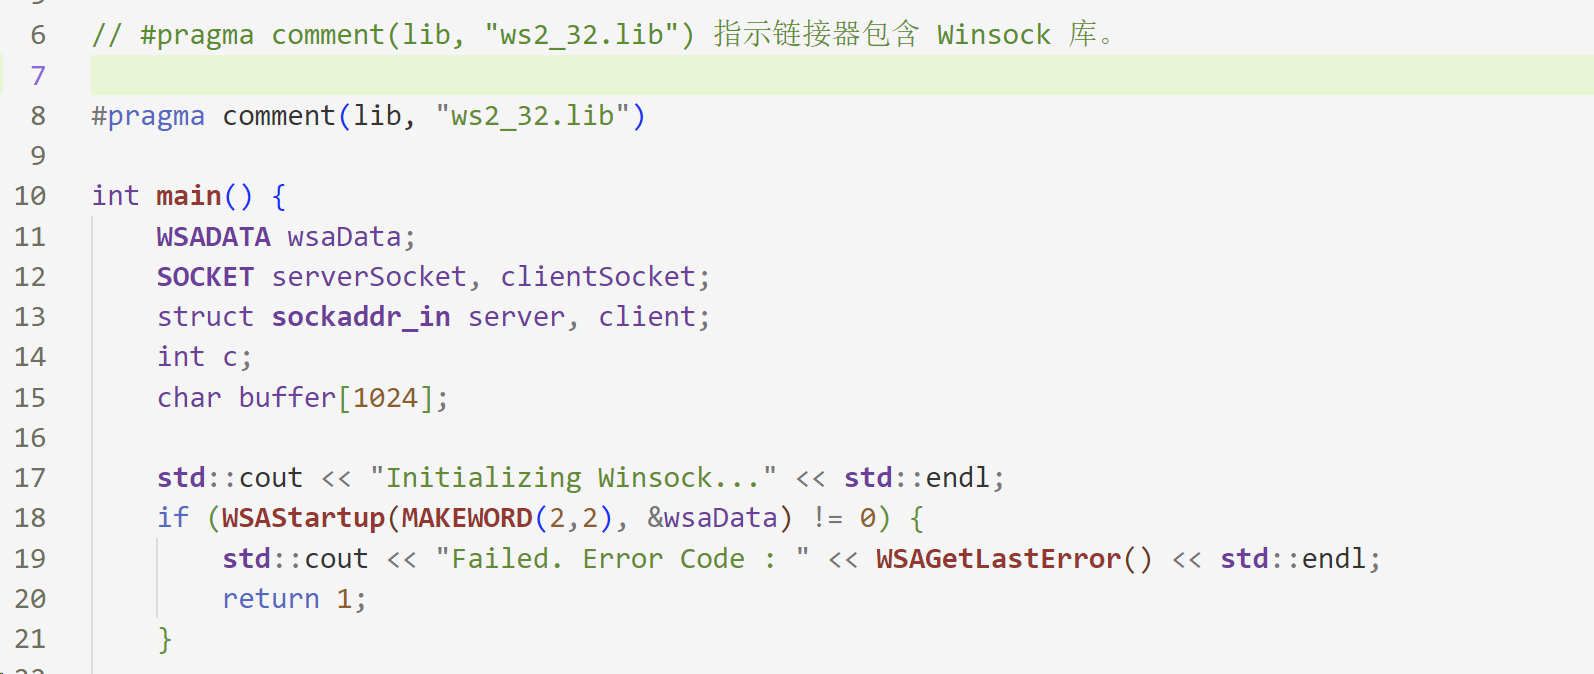 6 // #pragma comment(lib, "ws2_32.lib") 指示链接器包含 Winsock 库。
7
8 #pragma comment(lib, "ws2_32.lib")
9
10 int main() {
11     WSADATA wsaData;
12     SOCKET serverSocket, clientSocket;
13     struct sockaddr_in server, client;
14     int c;
15     char buffer[1024];
16
17     std::cout << "Initializing Winsock..." << std::endl;
18     if (WSAStartup(MAKEWORD(2,2), &wsaData) != 0) {
19         std::cout << "Failed. Error Code : " << WSAGetLastError() << std::endl;
20         return 1;
21     }